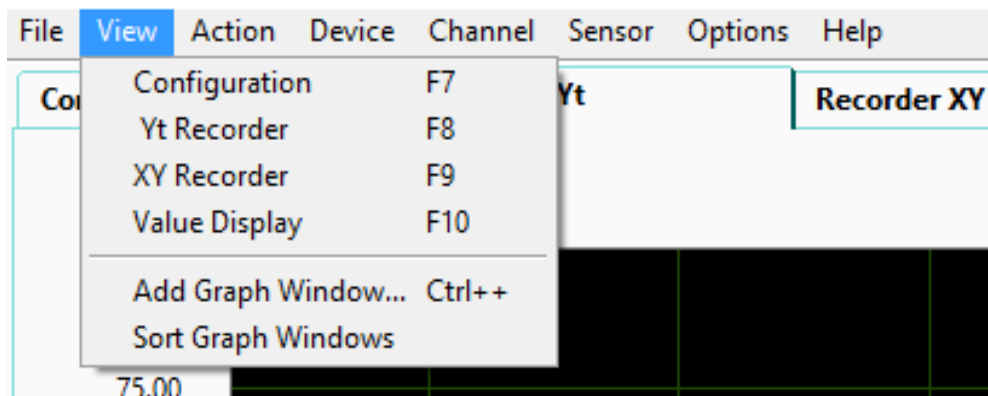 File View Action Device Channel Sensor Options Help
Co Yt Recorder XY
Configuration F7
Yt Recorder F8
XY Recorder F9
Value Display F10
Add Graph Window... Ctrl++
Sort Graph Windows
75.00